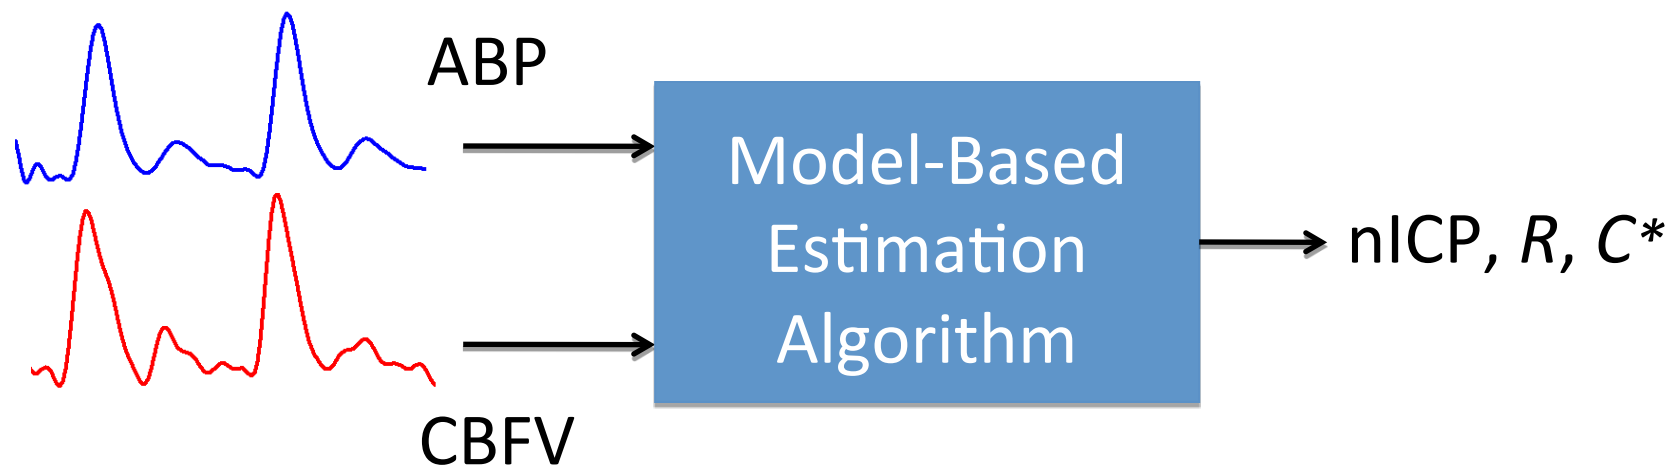 ABP
Model-Based
Estimation
Algorithm
nICP, R, C*
CBFV